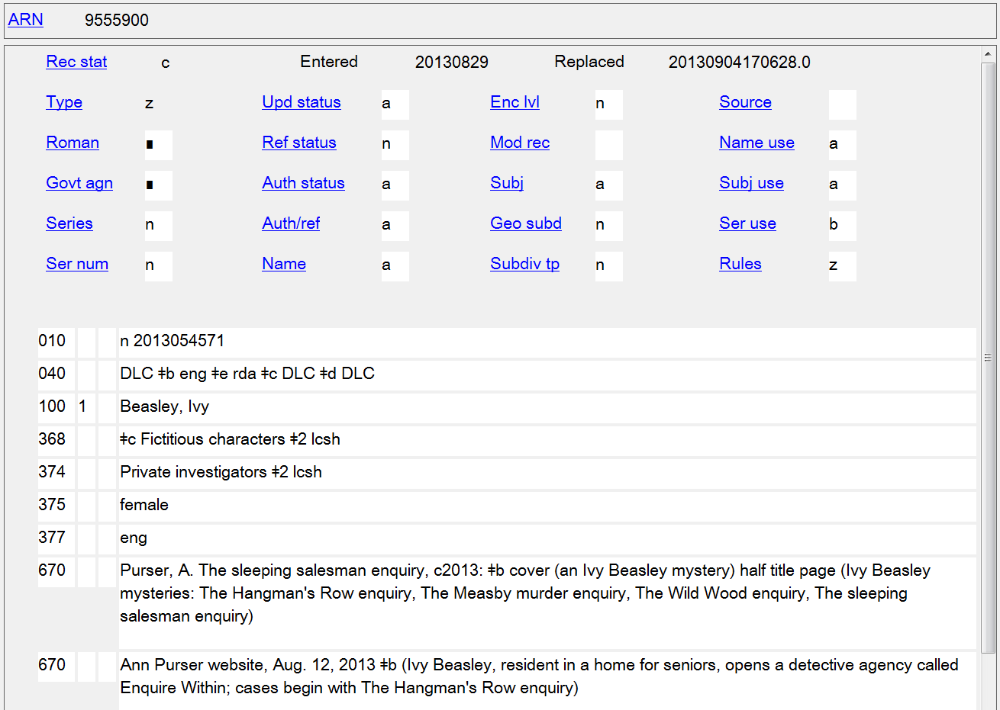 ARN 9555900
Rec stat c Entered 20130829 Replaced 20130904170628.0
Type z Upd status a Enc lvl n Source
Roman ■ Ref status n Mod rec Name use a
Govt agn ■ Auth status a Subj a Subj use a
Series n Auth/ref a Geo subd n Ser use b
Ser num n Name a Subdiv tp n Rules z
010 n 2013054571
040 DLC ǂb eng ǂe rda ǂc DLC ǂd DLC
100 1 Beasley, Ivy
368 ǂc Fictitious characters ǂ2 lcsh
374 Private investigators ǂ2 lcsh
375 female
377 eng
670 Purser, A. The sleeping salesman enquiry, c2013: ǂb cover (an Ivy Beasley mystery) half title page (Ivy Beasley
mysteries: The Hangman's Row enquiry, The Measby murder enquiry, The Wild Wood enquiry, The sleeping
salesman enquiry)
670 Ann Purser website, Aug. 12, 2013 ǂb (Ivy Beasley, resident in a home for seniors, opens a detective agency called
Enquire Within; cases begin with The Hangman's Row enquiry)